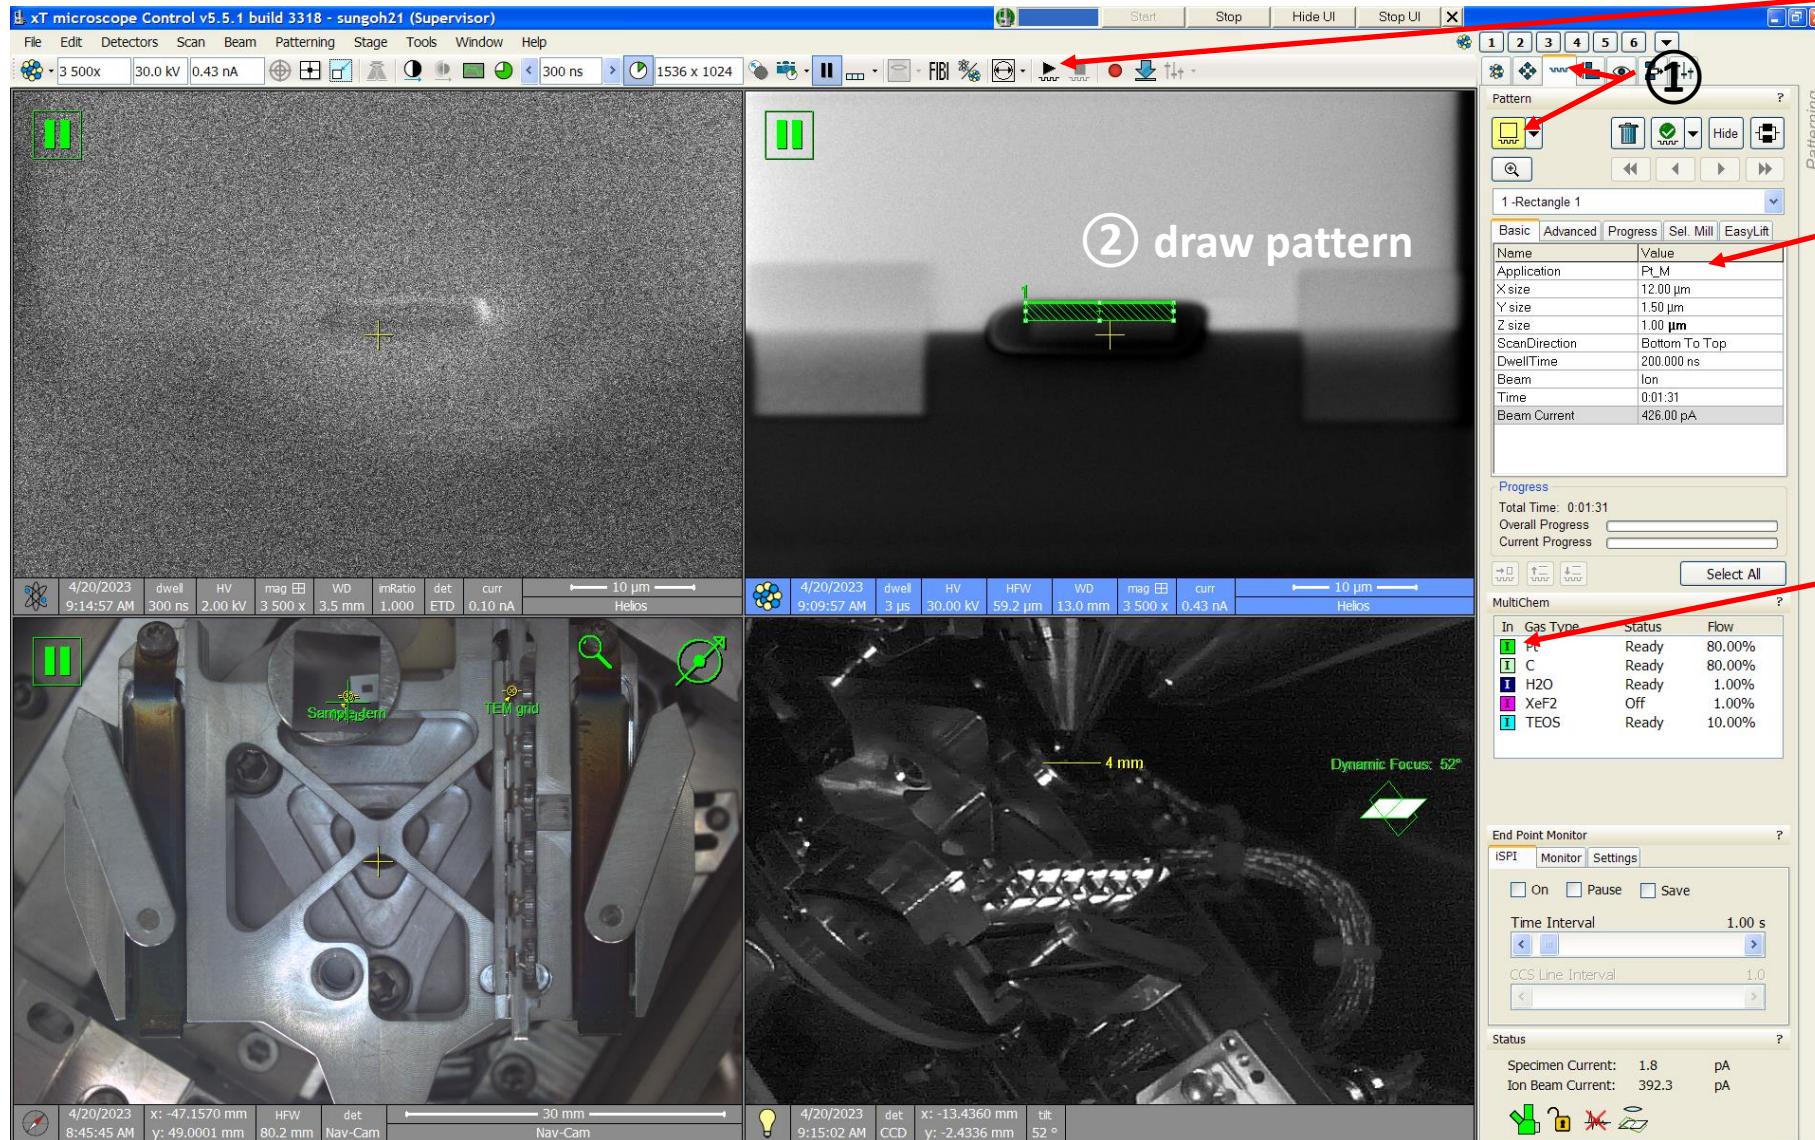 xT microscope Control v5.5.1 build 3318 - sungoh21 (Supervisor)
Start Stop Hide UI Stop UI X
File Edit Detectors Scan Beam Patterning Stage Tools Window Help
1 2 3 4 5 6
3 500x 30.0 kV 0.43 nA 300 ns 1536 x 1024 FIBI
①
Pattern ?
Patterning
Hide
1 -Rectangle 1
Basic Advanced Progress Sel. Mill EasyLift
Name Value
Application Pt_M
X size 12.00 µm
Y size 1.50 µm
Z size 1.00 µm
ScanDirection Bottom To Top
DwellTime 200.000 ns
Beam Ion
Time 0:01:31
Beam Current 426.00 pA
② draw pattern
1
Progress
Total Time: 0:01:31
Overall Progress
Current Progress
Select All
4/20/2023 dwell HV mag WD imRatio det curr 10 µm
9:14:57 AM 300 ns 2.00 kV 3 500 x 3.5 mm 1.000 ETD 0.10 nA Helios
4/20/2023 dwell HV HFW WD mag curr 10 µm
9:09:57 AM 3 µs 30.00 kV 59.2 µm 13.0 mm 3 500 x 0.43 nA Helios
MultiChem ?
In Gas Type Status Flow
I Pt Ready 80.00%
I C Ready 80.00%
I H2O Ready 1.00%
I XeF2 Off 1.00%
I TEOS Ready 10.00%
TEM grid
4 mm
Dynamic Focus: 52°
End Point Monitor ?
iSPI Monitor Settings
On Pause Save
Time Interval 1.00 s
CCS Line Interval 1.0
Status ?
Specimen Current: 1.8 pA
Ion Beam Current: 392.3 pA
4/20/2023 x: -47.1570 mm HFW det 30 mm
8:45:45 AM y: 49.0001 mm 80.2 mm Nav-Cam Nav-Cam
4/20/2023 det x: -13.4360 mm tilt
9:15:02 AM CCD y: -2.4336 mm 52 °